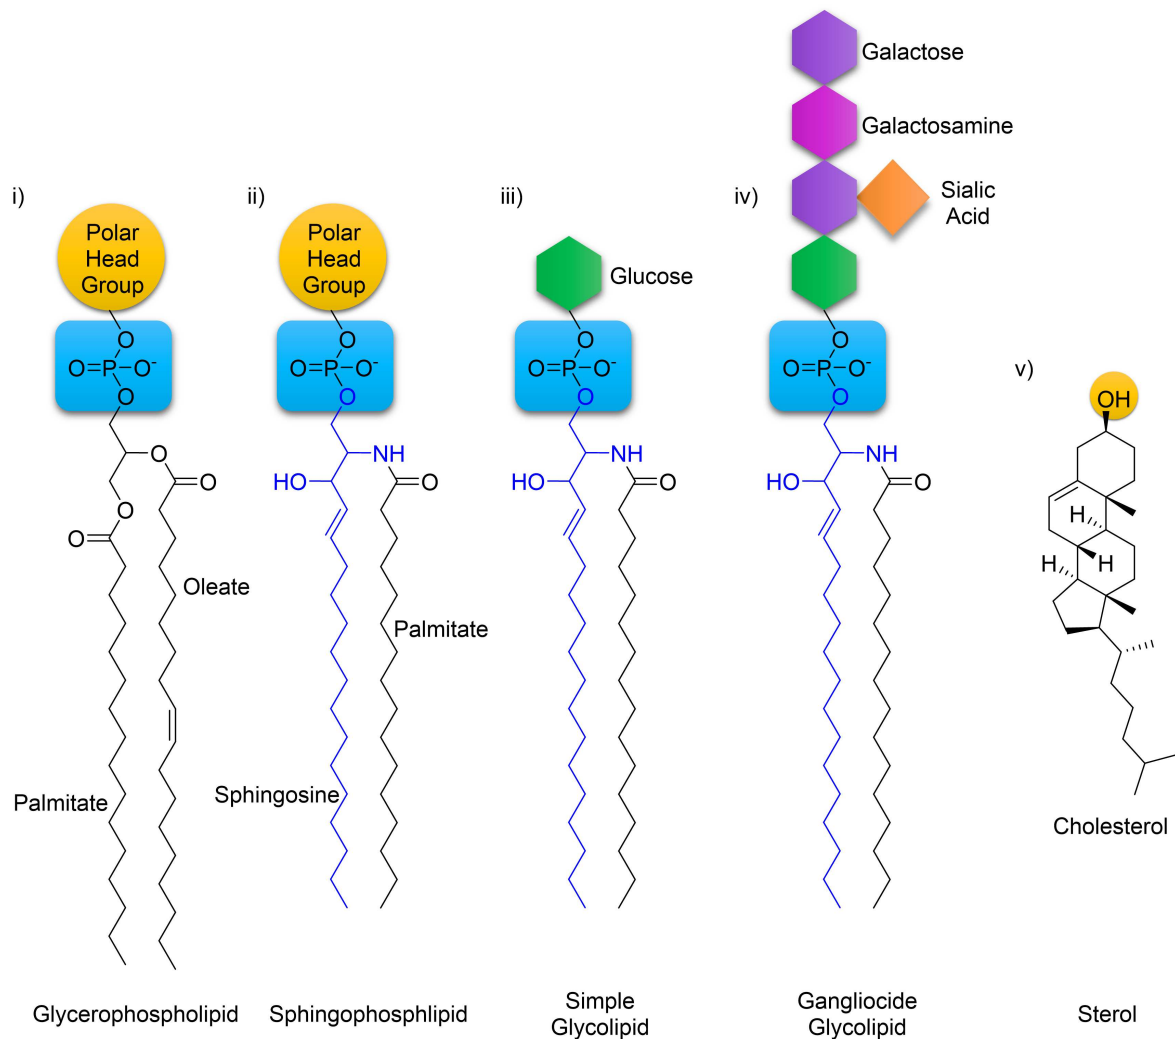 Galactose
Galactosamine
Sialic
Acid
i)
ii)
iii)
iv)
Polar
Head
Group
Polar
Head
Group
Glucose
O
O=P–O-
O
O
O=P–O-
O
O
O=P–O-
O
O
O=P–O-
O
v)
OH
O
O
O
O
HO
NH
O
HO
NH
O
HO
NH
O
H
H
H
Oleate
Palmitate
Palmitate
Sphingosine
Cholesterol
Glycerophospholipid
Sphingophosphlipid
Simple
Glycolipid
Gangliocide
Glycolipid
Sterol